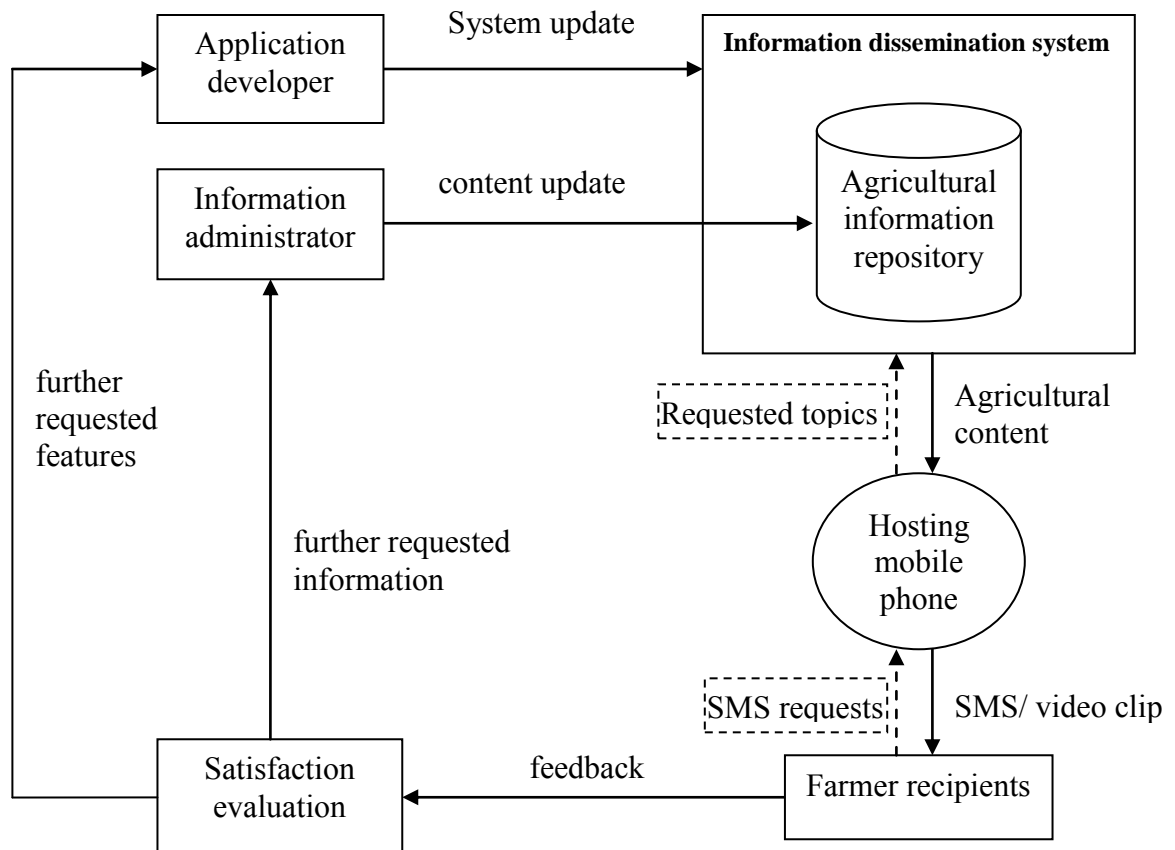 Application
developer
System update
Information dissemination system
Information
administrator
content update
Agricultural
information
repository
further
requested
features
Requested topics
Agricultural
content
further requested
information
Hosting
mobile
phone
SMS requests
SMS/ video clip
Satisfaction
evaluation
feedback
Farmer recipients